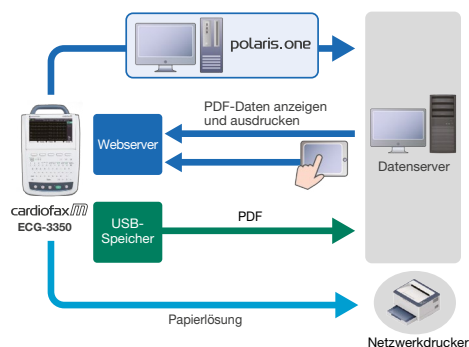 polaris.one
PDF-Daten anzeigen
und ausdrucken
Webserver
Datenserver
cardiofax M
ECG-3350
USB-
Speicher
PDF
Papierlösung
Netzwerkdrucker